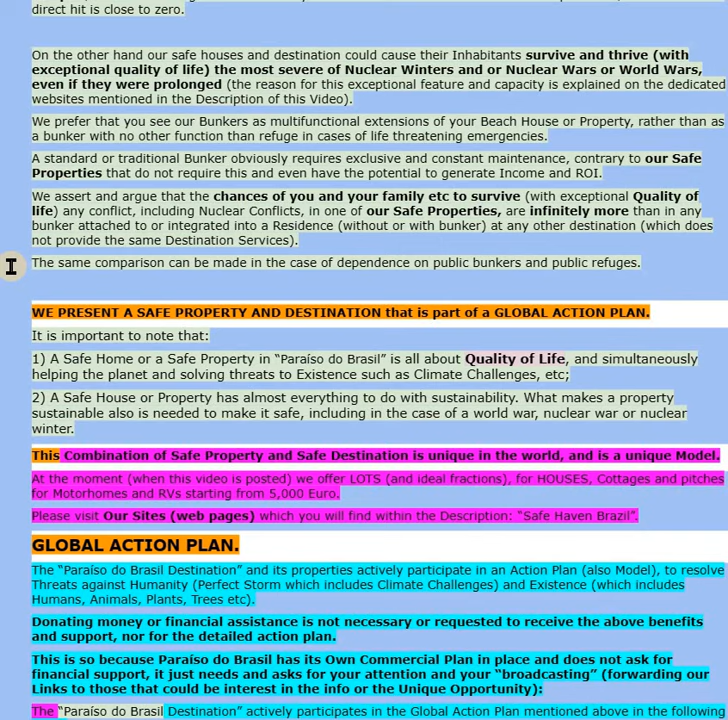 direct hit is close to zero.
On the other hand our safe houses and destination could cause their Inhabitants survive and thrive (with
exceptional quality of life) the most severe of Nuclear Winters and or Nuclear Wars or World Wars,
even if they were prolonged (the reason for this exceptional feature and capacity is explained on the dedicated
websites mentioned in the Description of this Video).
We prefer that you see our Bunkers as multifunctional extensions of your Beach House or Property, rather than as
a bunker with no other function than refuge in cases of life threatening emergencies.
A standard or traditional Bunker obviously requires exclusive and constant maintenance, contrary to our Safe
Properties that do not require this and even have the potential to generate Income and ROI.
We assert and argue that the chances of you and your family etc to survive (with exceptional Quality of
life) any conflict, including Nuclear Conflicts, in one of our Safe Properties, are infinitely more than in any
bunker attached to or integrated into a Residence (without or with bunker) at any other destination (which does
not provide the same Destination Services).
The same comparison can be made in the case of dependence on public bunkers and public refuges.
WE PRESENT A SAFE PROPERTY AND DESTINATION that is part of a GLOBAL ACTION PLAN.
It is important to note that:
1) A Safe Home or a Safe Property in “Paraíso do Brasil” is all about Quality of Life, and simultaneously
helping the planet and solving threats to Existence such as Climate Challenges, etc;
2) A Safe House or Property has almost everything to do with sustainability. What makes a property
sustainable also is needed to make it safe, including in the case of a world war, nuclear war or nuclear
winter.
This Combination of Safe Property and Safe Destination is unique in the world, and is a unique Model.
At the moment (when this video is posted) we offer LOTS (and ideal fractions), for HOUSES, Cottages and pitches
for Motorhomes and RVs starting from 5,000 Euro.
Please visit Our Sites (web pages) which you will find within the Description: “Safe Haven Brazil”.
GLOBAL ACTION PLAN.
The “Paraíso do Brasil Destination” and its properties actively participate in an Action Plan (also Model), to resolve
Threats against Humanity (Perfect Storm which includes Climate Challenges) and Existence (which includes
Humans, Animals, Plants, Trees etc).
Donating money or financial assistance is not necessary or requested to receive the above benefits
and support, nor for the detailed action plan.
This is so because Paraíso do Brasil has its Own Commercial Plan in place and does not ask for
financial support, it just needs and asks for your attention and your “broadcasting” (forwarding our
Links to those that could be interest in the info or the Unique Opportunity):
The “Paraíso do Brasil Destination” actively participates in the Global Action Plan mentioned above in the following